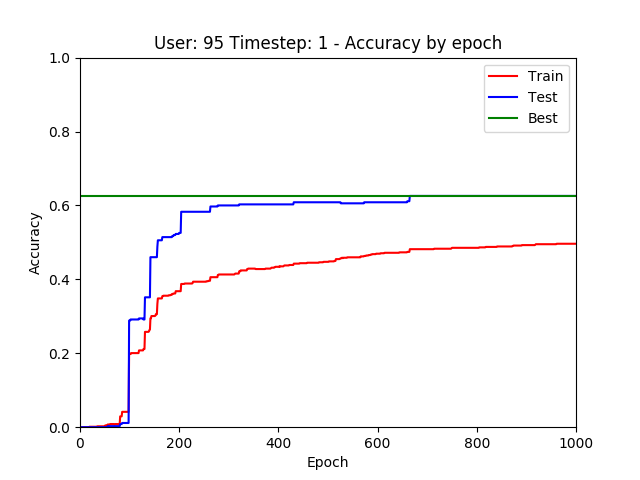 User: 95 Timestep: 1 - Accuracy by epoch
1.0
0.8
0.6
0.4
0.2
0.0
Accuracy
Train
Test
Best
0 200 400 600 800 1000
Epoch